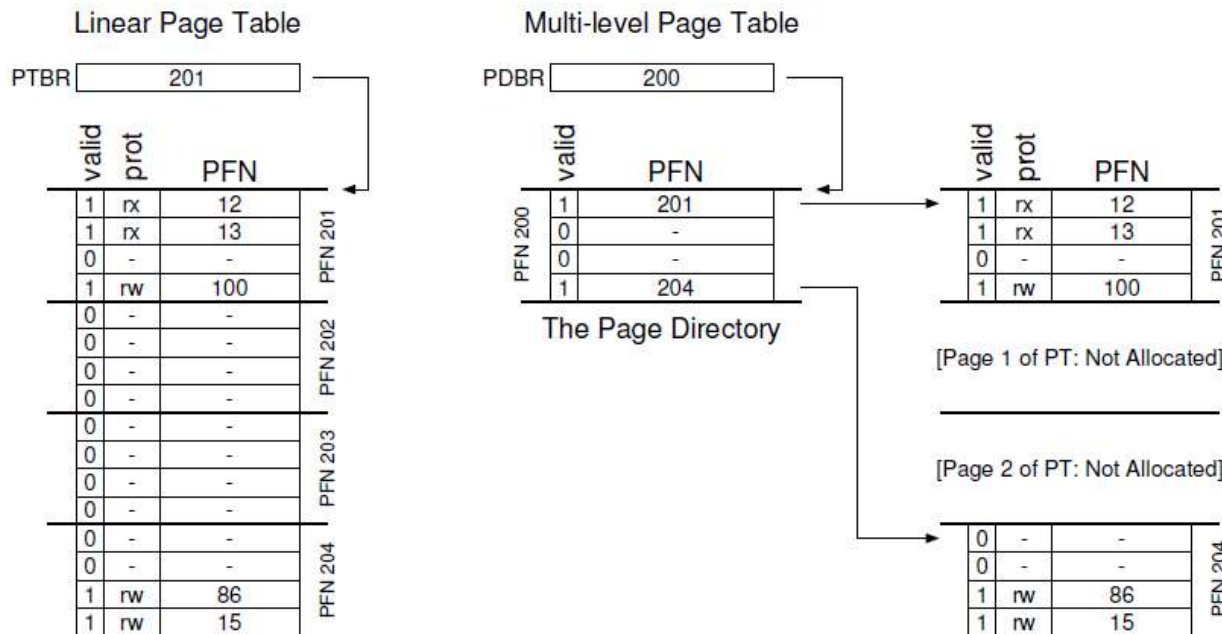 Linear Page Table
PTBR 201
valid prot PFN
1 rx 12
1 rx 13
0 - -
1 rw 100
PFN 201
0 - -
0 - -
0 - -
0 - -
PFN 202
0 - -
0 - -
0 - -
0 - -
PFN 203
0 - -
0 - -
1 rw 86
1 rw 15
PFN 204
Multi-level Page Table
PDBR 200
valid PFN
PFN 200
1 201
0 -
0 -
1 204
The Page Directory
valid prot PFN
1 rx 12
1 rx 13
0 - -
1 rw 100
PFN 201
[Page 1 of PT: Not Allocated]
[Page 2 of PT: Not Allocated]
0 - -
0 - -
1 rw 86
1 rw 15
PFN 204